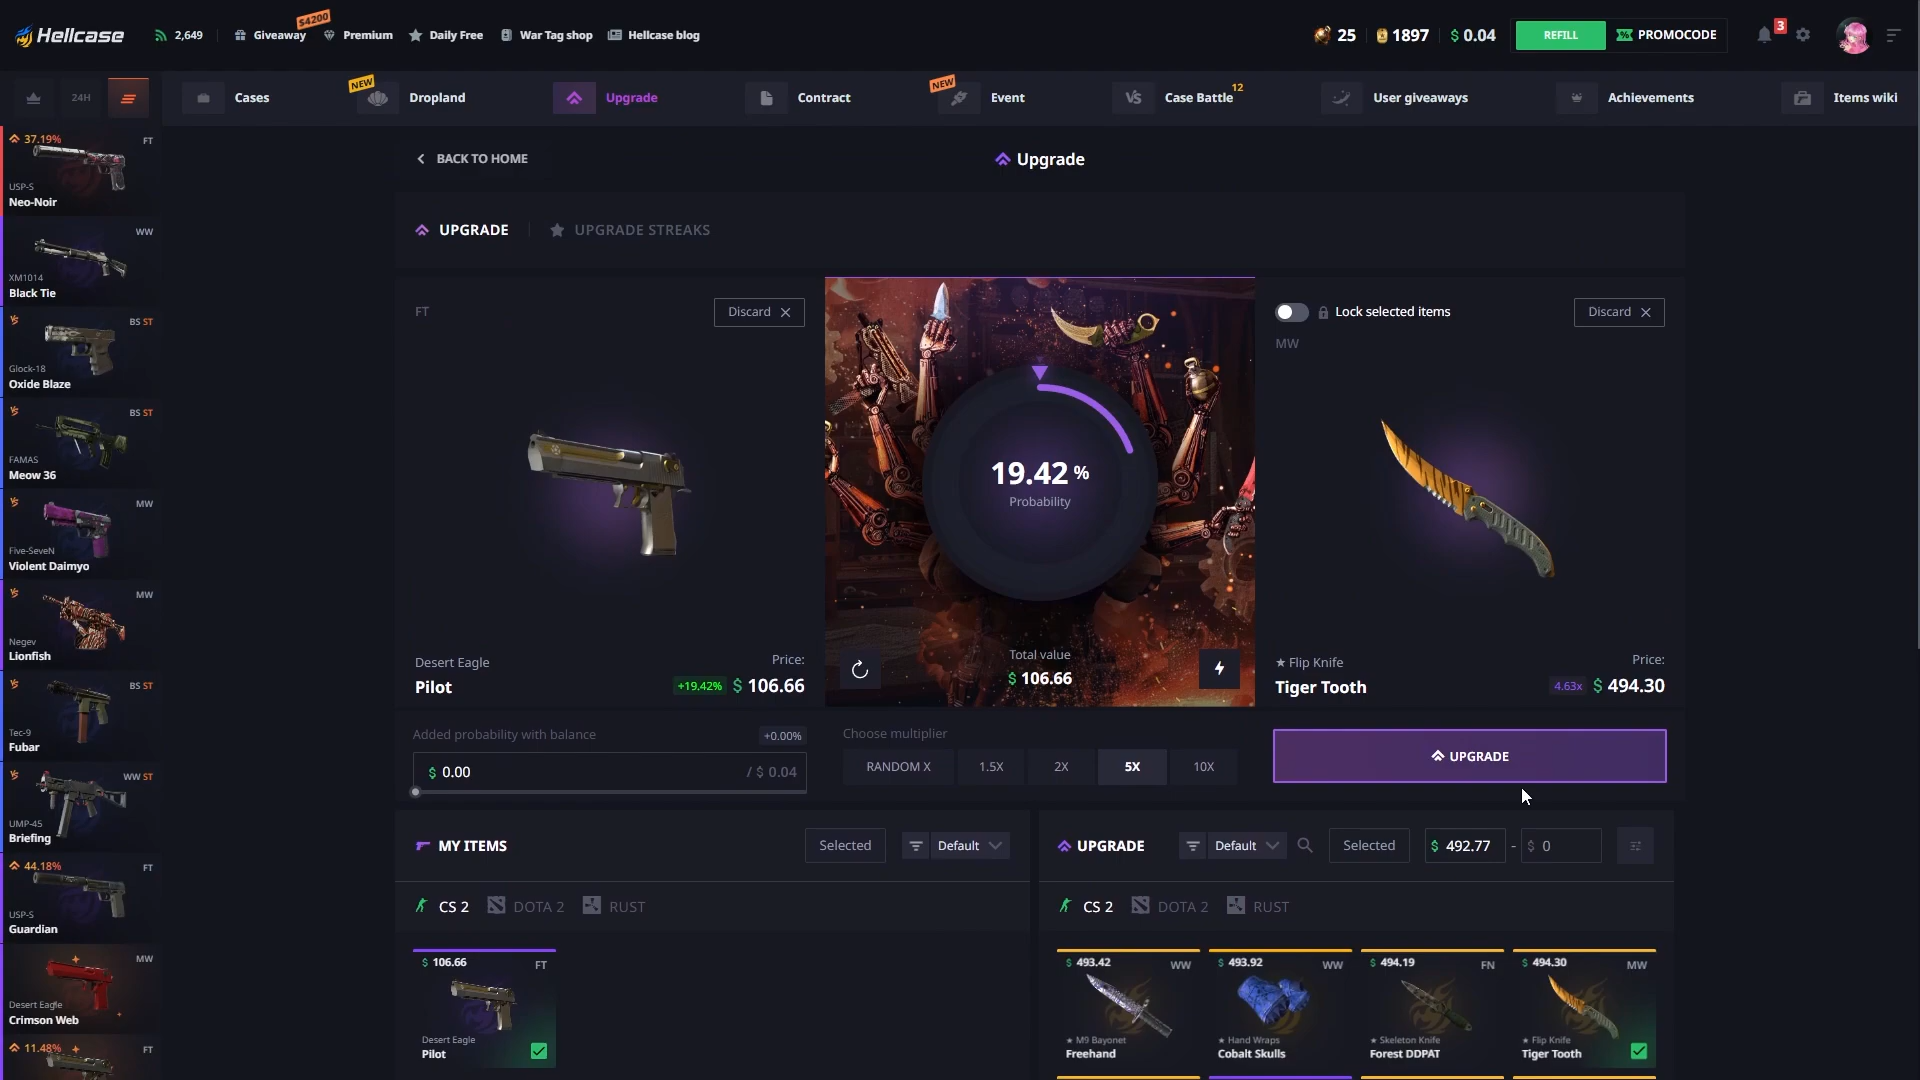 Hellcase
2,649
Giveaway
$4200
Premium
Daily Free
War Tag shop
Hellcase blog
25
1897
$ 0.04
REFILL
PROMOCODE
3
24H
Cases
NEW
Dropland
Upgrade
Contract
NEW
Event
VS
Case Battle
12
User giveaways
Achievements
Items wiki
37.19%
FT
USP-S
Neo-Noir
WW
XM1014
Black Tie
BS ST
Glock-18
Oxide Blaze
BS ST
FAMAS
Meow 36
MW
Five-SeveN
Violent Daimyo
MW
Negev
Lionfish
BS ST
Tec-9
Fubar
WW ST
UMP-45
Briefing
44.18%
FT
USP-S
Guardian
MW
Desert Eagle
Crimson Web
11.48%
FT
BACK TO HOME
Upgrade
UPGRADE
UPGRADE STREAKS
FT
Discard
Desert Eagle
Pilot
Price:
+19.42%
$ 106.66
19.42 %
Probability
Total value
$ 106.66
Lock selected items
Discard
MW
★ Flip Knife
Tiger Tooth
Price:
4.63x
$ 494.30
Added probability with balance
+0.00%
$ 0.00
/ $ 0.04
Choose multiplier
RANDOM X
1.5X
2X
5X
10X
UPGRADE
MY ITEMS
Selected
Default
CS 2
DOTA 2
RUST
$ 106.66
FT
Desert Eagle
Pilot
UPGRADE
Default
Selected
$ 492.77
-
$ 0
CS 2
DOTA 2
RUST
$ 493.42
WW
★ M9 Bayonet
Freehand
$ 493.92
WW
★ Hand Wraps
Cobalt Skulls
$ 494.19
FN
★ Skeleton Knife
Forest DDPAT
$ 494.30
MW
★ Flip Knife
Tiger Tooth